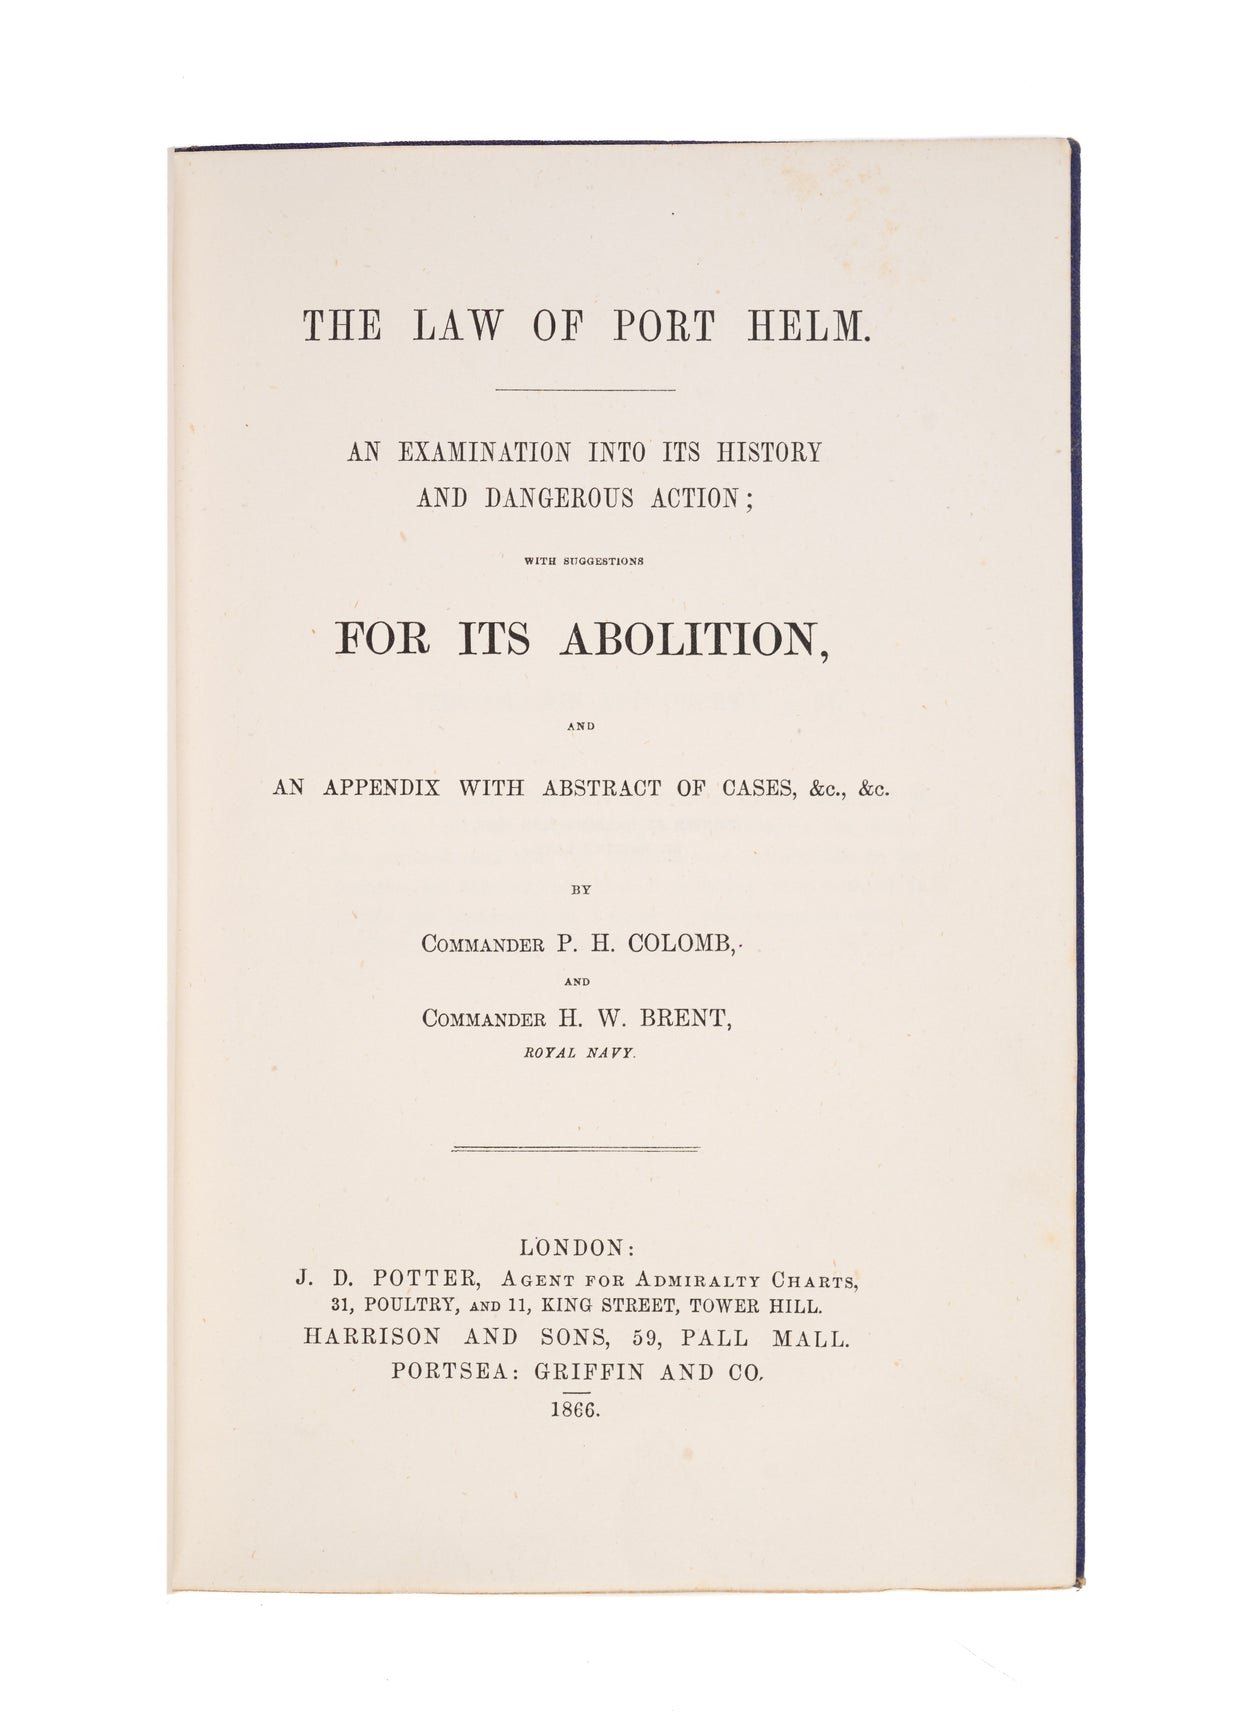 THE LAW OF PORT HELM.
AN EXAMINATION INTO ITS HISTORY
AND DANGEROUS ACTION;
WITH SUGGESTIONS
FOR ITS ABOLITION,
AND
AN APPENDIX WITH ABSTRACT OF CASES, &c., &c.
BY
COMMANDER P. H. COLOMB,
AND
COMMANDER H. W. BRENT,
ROYAL NAVY.
LONDON:
J. D. POTTER, AGENT FOR ADMIRALTY CHARTS,
31, POULTRY, AND 11, KING STREET, TOWER HILL.
HARRISON AND SONS, 59, PALL MALL.
PORTSEA: GRIFFIN AND CO.
1866.